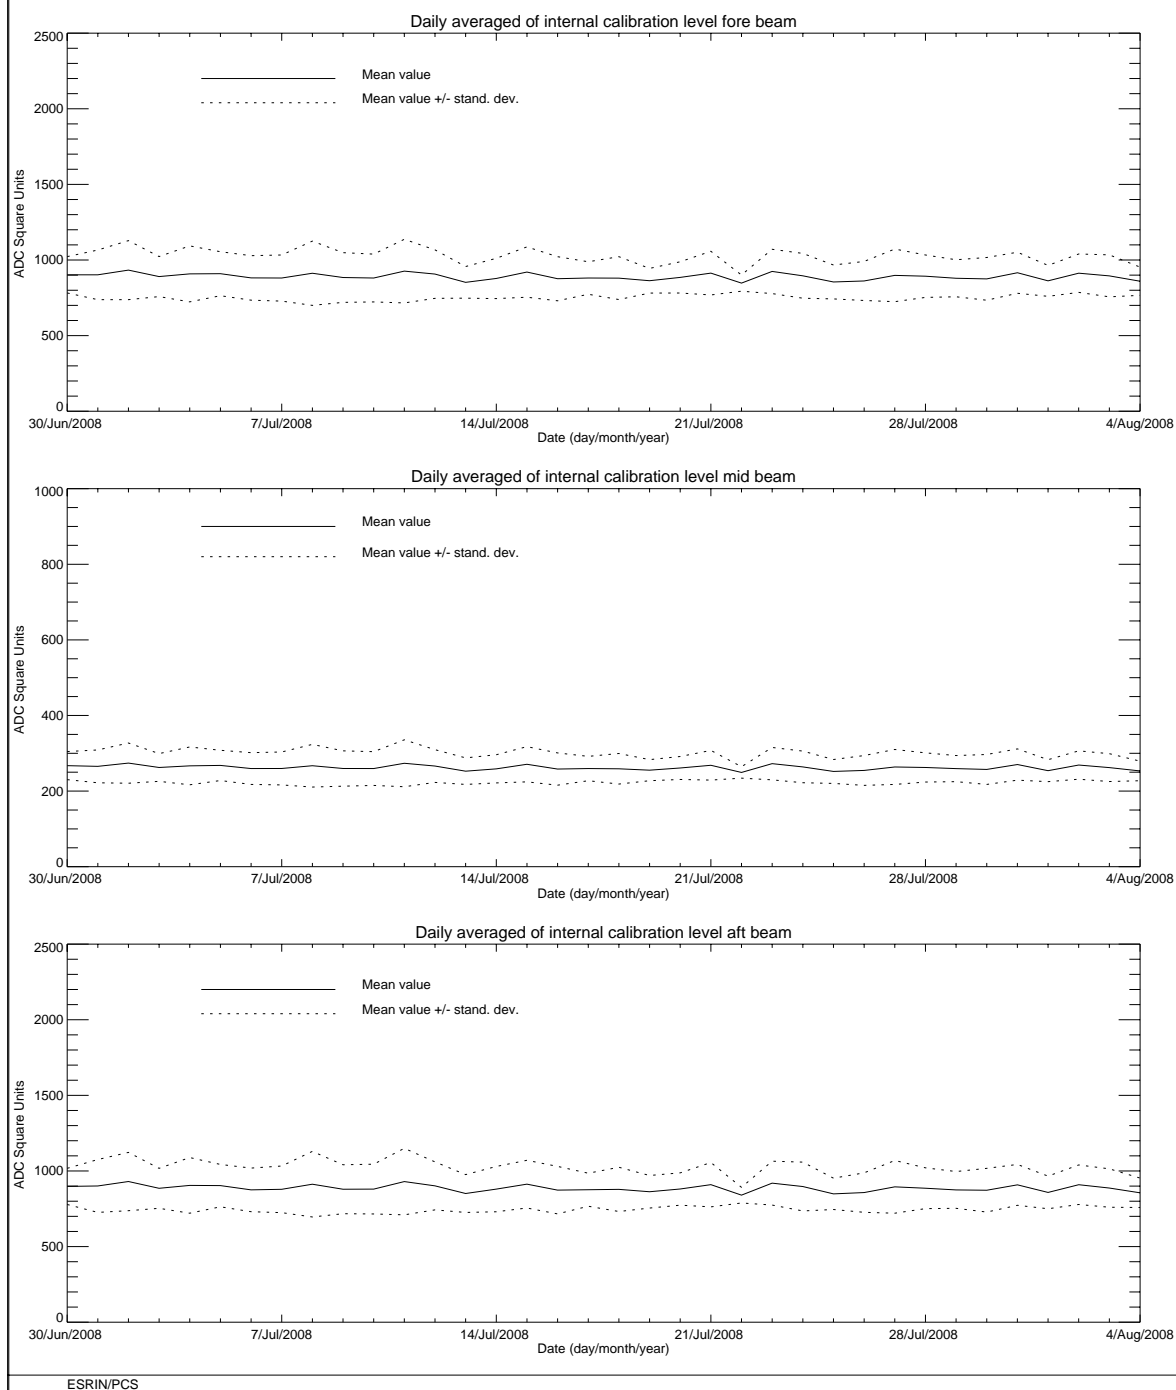 Daily averaged of internal calibration level fore beam
2500
2000
1500
1000
500
0
ADC Square Units
Mean value
Mean value +/- stand. dev.
30/Jun/2008 7/Jul/2008 14/Jul/2008 21/Jul/2008 28/Jul/2008 4/Aug/2008
Date (day/month/year)
Daily averaged of internal calibration level mid beam
1000
800
600
400
200
0
ADC Square Units
Mean value
Mean value +/- stand. dev.
30/Jun/2008 7/Jul/2008 14/Jul/2008 21/Jul/2008 28/Jul/2008 4/Aug/2008
Date (day/month/year)
Daily averaged of internal calibration level aft beam
2500
2000
1500
1000
500
0
ADC Square Units
Mean value
Mean value +/- stand. dev.
30/Jun/2008 7/Jul/2008 14/Jul/2008 21/Jul/2008 28/Jul/2008 4/Aug/2008
Date (day/month/year)
ESRIN/PCS